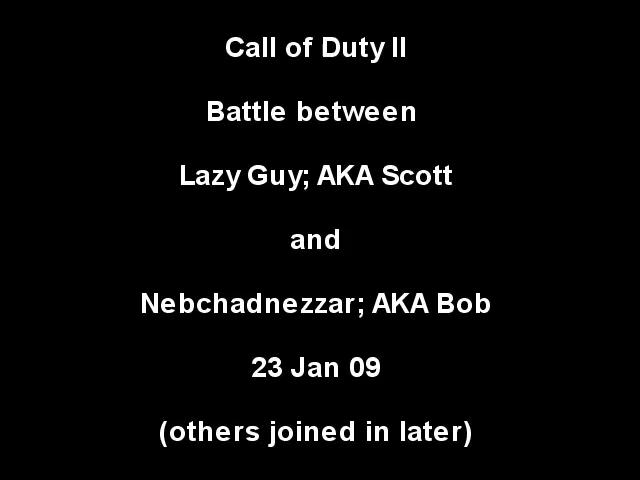 Call of Duty II
Battle between
Lazy Guy; AKA Scott
and
Nebchadnezzar; AKA Bob
23 Jan 09
(others joined in later)